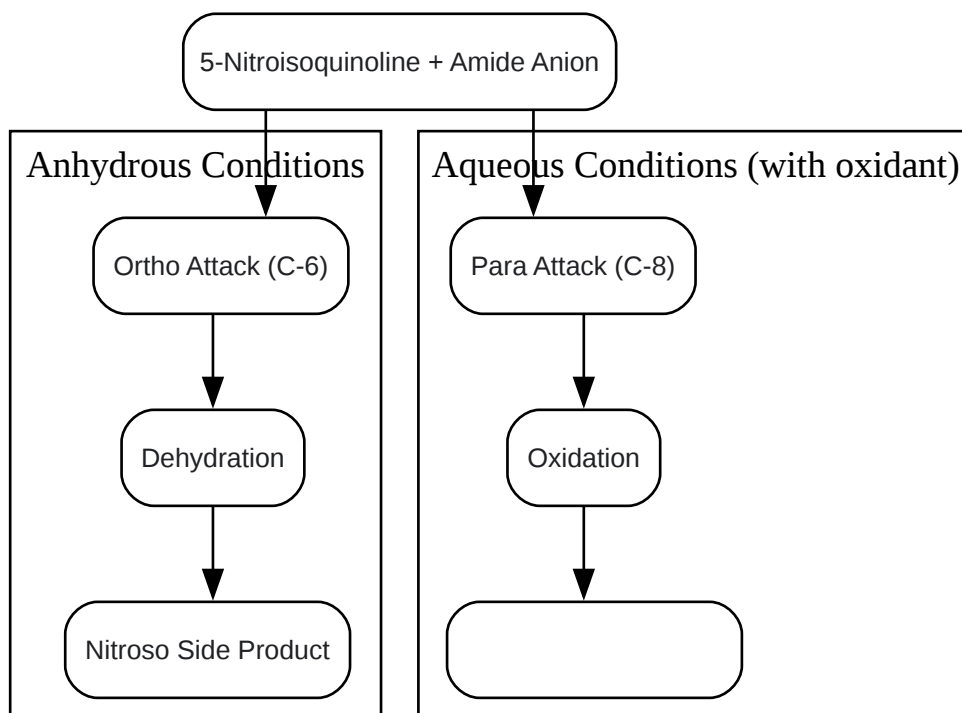 5-Nitroisoquinoline + Amide Anion
Anhydrous Conditions
Aqueous Conditions (with oxidant)
Ortho Attack (C-6)
Para Attack (C-8)
Dehydration
Oxidation
Nitroso Side Product